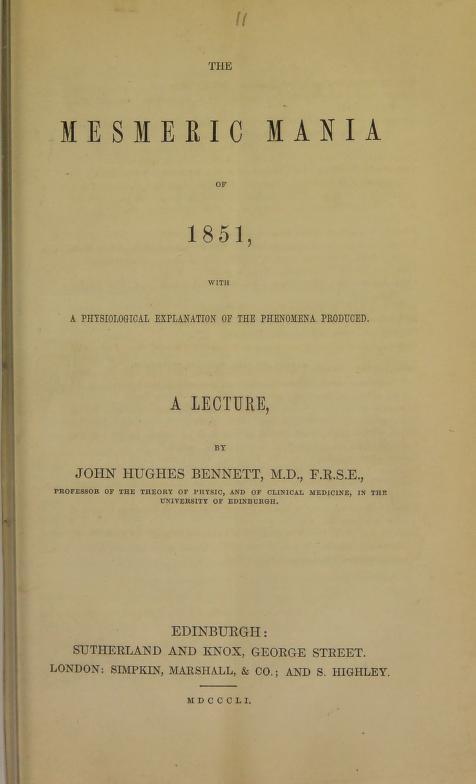 11
THE
MESMERIC MANIA
OF
1851,
WITH
A PHYSIOLOGICAL EXPLANATION OF THE PHENOMENA PRODUCED.
A LECTURE,
BY
JOHN HUGHES BENNETT, M.D., F.R.S.E.,
PROFESSOR OF THE THEORY OF PHYSIC, AND OF CLINICAL MEDICINE, IN THE
UNIVERSITY OF EDINBURGH.
EDINBURGH:
SUTHERLAND AND KNOX, GEORGE STREET.
LONDON: SIMPKIN, MARSHALL, & CO.; AND S. HIGHLEY.
MDCCCLI.